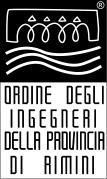 ®
ORDINE DEGLI
INGEGNERI
DELLA PROVINCIA
DI RIMINI